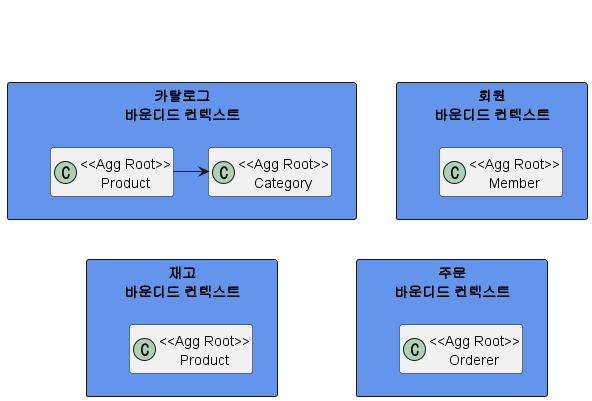 카탈로그
바운디드 컨텍스트
C <<Agg Root>>
Product
C <<Agg Root>>
Category
회원
바운디드 컨텍스트
C <<Agg Root>>
Member
재고
바운디드 컨텍스트
C <<Agg Root>>
Product
주문
바운디드 컨텍스트
C <<Agg Root>>
Orderer